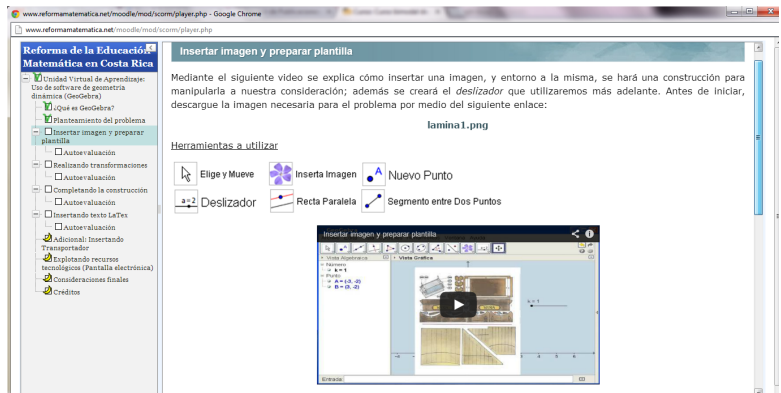 www.reformamatematica.net/moodle/mod/scorm/player.php - Google Chrome
www.reformamatematica.net/moodle/mod/scorm/player.php
Reforma de la Educación
Matemática en Costa Rica
Unidad Virtual de Aprendizaje:
Uso de software de geometría
dinámica (GeoGebra)
¿Qué es GeoGebra?
Planteamiento del problema
Insertar imagen y preparar
plantilla
Autoevaluación
Realizando transformaciones
Autoevaluación
Completando la construcción
Autoevaluación
Insertando texto LaTex
Autoevaluación
Adicional: Insertando
Transportador
Explotando recursos
tecnológicos (Pantalla electrónica)
Consideraciones finales
Créditos
Insertar imagen y preparar plantilla
Mediante el siguiente video se explica cómo insertar una imagen, y entorno a la misma, se hará una construcción para
manipularla a nuestra consideración; además se creará el deslizador que utilizaremos más adelante. Antes de iniciar,
descargue la imagen necesaria para el problema por medio del siguiente enlace:
lamina1.png
Herramientas a utilizar
Elige y Mueve
Inserta Imagen
A Nuevo Punto
a=2 Deslizador
Recta Paralela
Segmento entre Dos Puntos
Insertar imagen y preparar plantilla
Vista Algebraica
Vista Gráfica
Número
k = 1
Punto
A = (-3, -2)
B = (3, -2)
k = 1
Entrada: